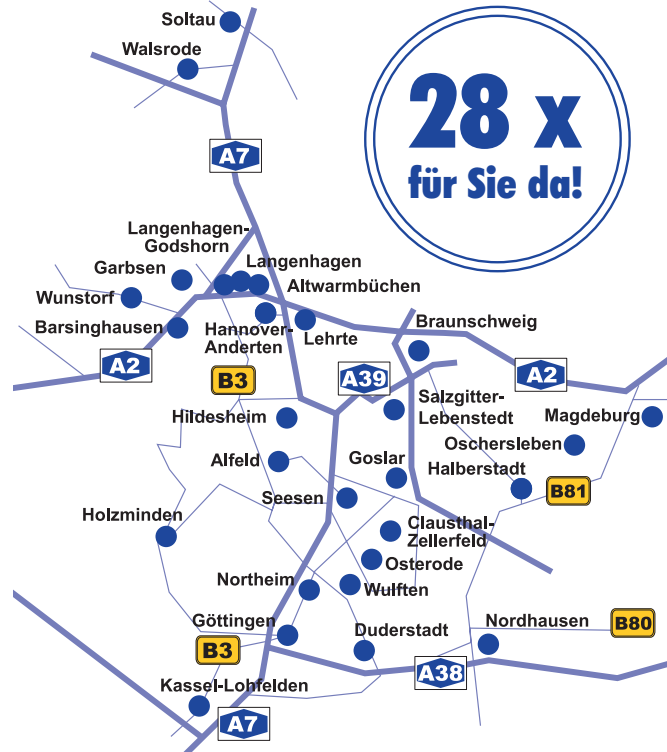 Soltau
Walsrode
28 x
für Sie da!
A7
Langenhagen-
Godshorn
Garbsen
Langenhagen
Wunstorf
Altwarmbüchen
Barsinghausen
Hannover-
Anderten
Lehrte
Braunschweig
A2
B3
A39
A2
Hildesheim
Salzgitter-
Lebenstedt
Magdeburg
Oschersleben
Alfeld
Goslar
Halberstadt
Seesen
B81
Holzminden
Clausthal-
Zellerfeld
Osterode
Northeim
Wulften
Göttingen
Duderstadt
Nordhausen
B80
B3
A38
Kassel-Lohfelden
A7